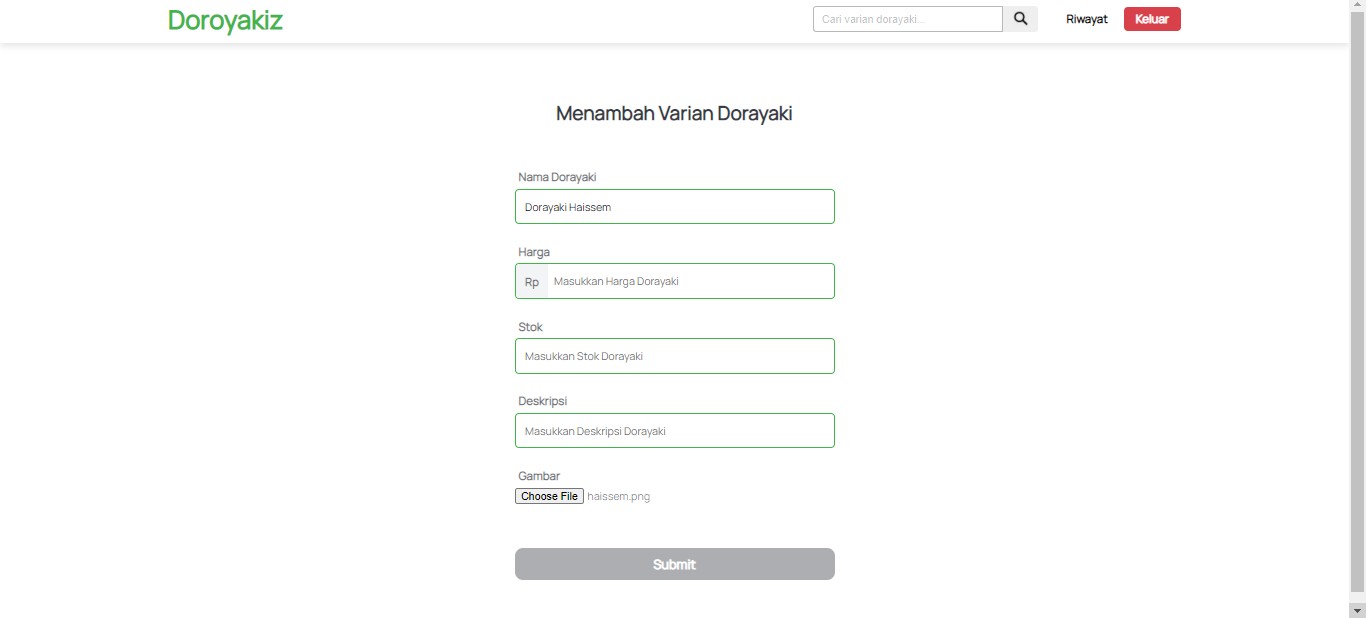 Doroyakiz
Cari varian dorayaki...
Riwayat
Keluar
Menambah Varian Dorayaki
Nama Dorayaki
Dorayaki Haissem
Harga
Rp Masukkan Harga Dorayaki
Stok
Masukkan Stok Dorayaki
Deskripsi
Masukkan Deskripsi Dorayaki
Gambar
Choose File haissem.png
Submit